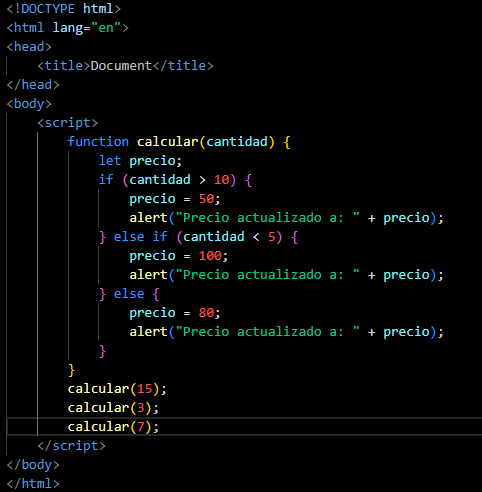 <!DOCTYPE html>
<html lang="en">
<head>
    <title>Document</title>
</head>
<body>
    <script>
        function calcular(cantidad) {
            let precio;
            if (cantidad > 10) {
                precio = 50;
                alert("Precio actualizado a: " + precio);
            } else if (cantidad < 5) {
                precio = 100;
                alert("Precio actualizado a: " + precio);
            } else {
                precio = 80;
                alert("Precio actualizado a: " + precio);
            }
        }
        calcular(15);
        calcular(3);
        calcular(7);
    </script>
</body>
</html>